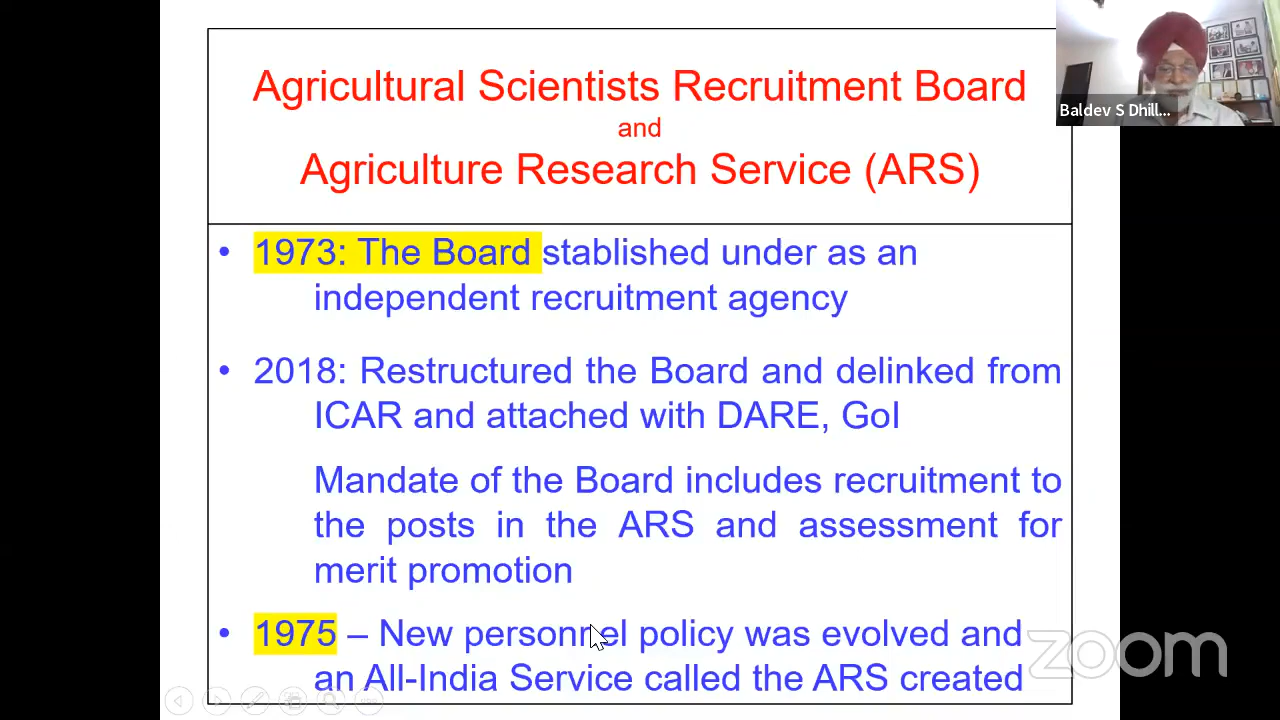 Agricultural Scientists Recruitment Board
and
Agriculture Research Service (ARS)
Baldev S Dhill...
• 1973: The Board stablished under as an
independent recruitment agency
• 2018: Restructured the Board and delinked from
ICAR and attached with DARE, GoI
Mandate of the Board includes recruitment to
the posts in the ARS and assessment for
merit promotion
• 1975 – New personnel policy was evolved and
an All-India Service called the ARS created
zoom